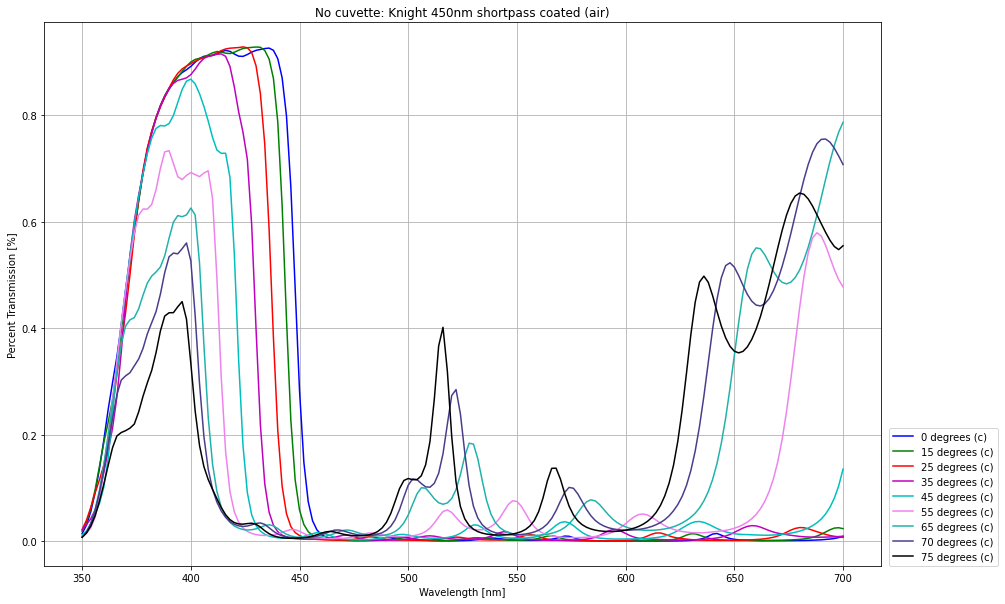 No cuvette: Knight 450nm shortpass coated (air)
Percent Transmission [%]
0.8
0.6
0.4
0.2
0.0
350
400
450
500
550
600
650
700
Wavelength [nm]
0 degrees (c)
15 degrees (c)
25 degrees (c)
35 degrees (c)
45 degrees (c)
55 degrees (c)
65 degrees (c)
70 degrees (c)
75 degrees (c)